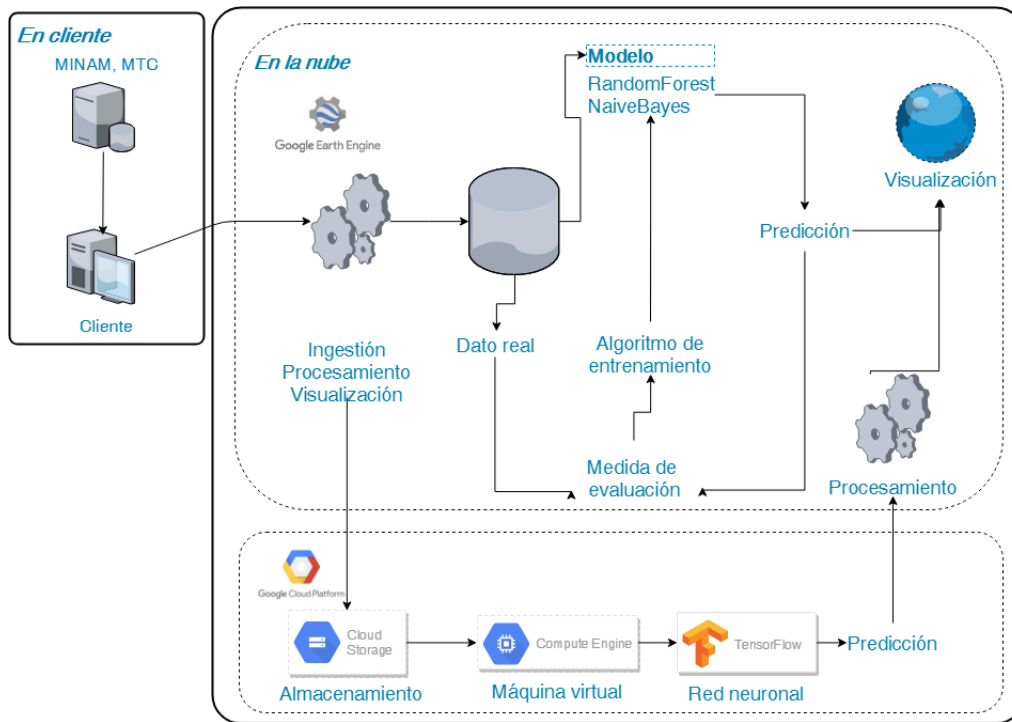 En cliente
MINAM, MTC
Cliente
En la nube
Google Earth Engine
Modelo
RandomForest
NaiveBayes
Visualización
Predicción
Ingestión
Procesamiento
Visualización
Dato real
Algoritmo de
entrenamiento
Medida de
evaluación
Procesamiento
Google Cloud Platform
Cloud
Storage
Almacenamiento
Compute Engine
Máquina virtual
TensorFlow
Red neuronal
Predicción